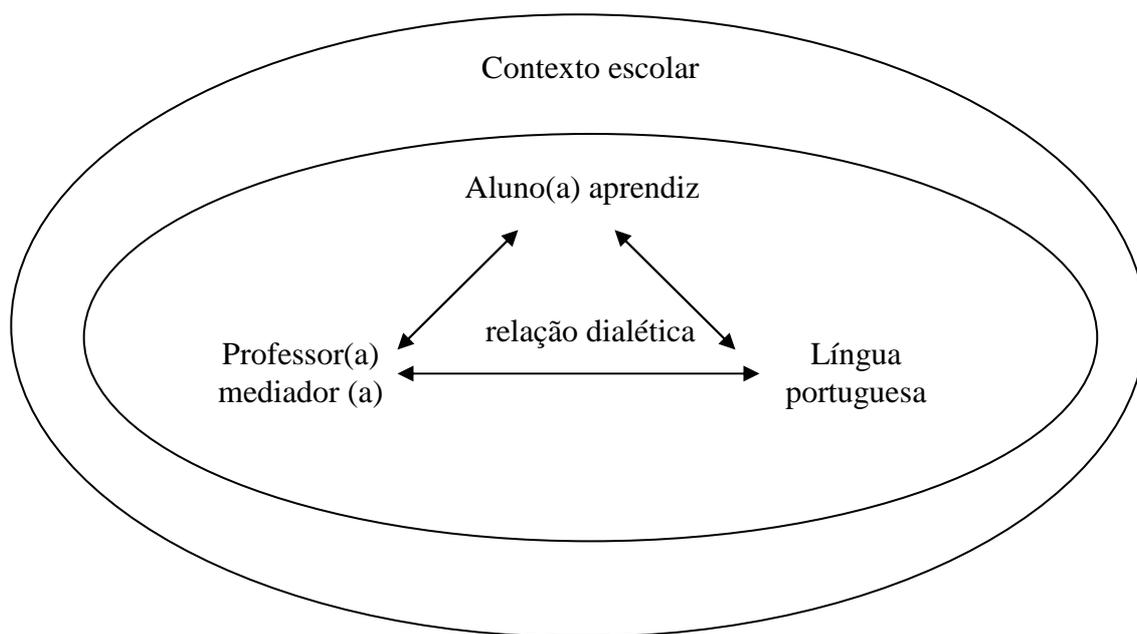 Contexto escolar
Aluno(a) aprendiz
relação dialética
Professor(a)
mediador (a)
Língua
portuguesa